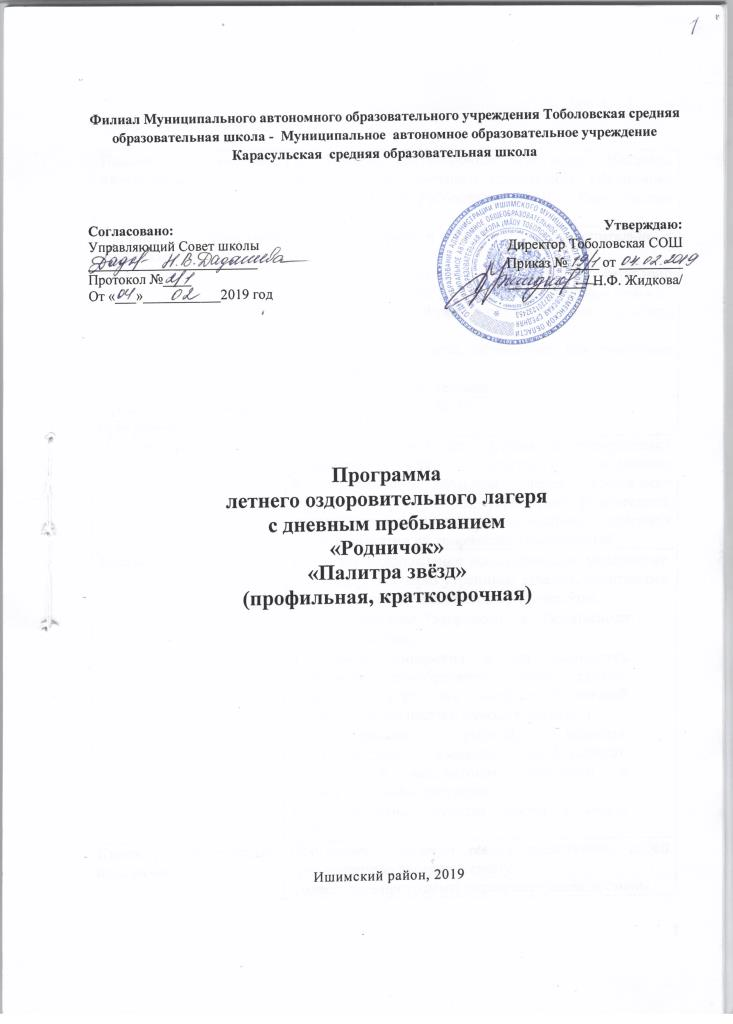 1
Филиал Муниципального автономного образовательного учреждения Тоболовская средняя
образовательная школа - Муниципальное автономное образовательное учреждение
Карасульская средняя образовательная школа
Согласовано:
Управляющий Совет школы
Н.В.Дадашева
Протокол № 2/1
От «04» 02 2019 год
Утверждаю:
Директор Тоболовская СОШ
Приказ № 19/1 от 04.02.2019
Н.Ф. Жидкова/
Программа
летнего оздоровительного лагеря
с дневным пребыванием
«Родничок»
«Палитра звёзд»
(профильная, краткосрочная)
Ишимский район, 2019